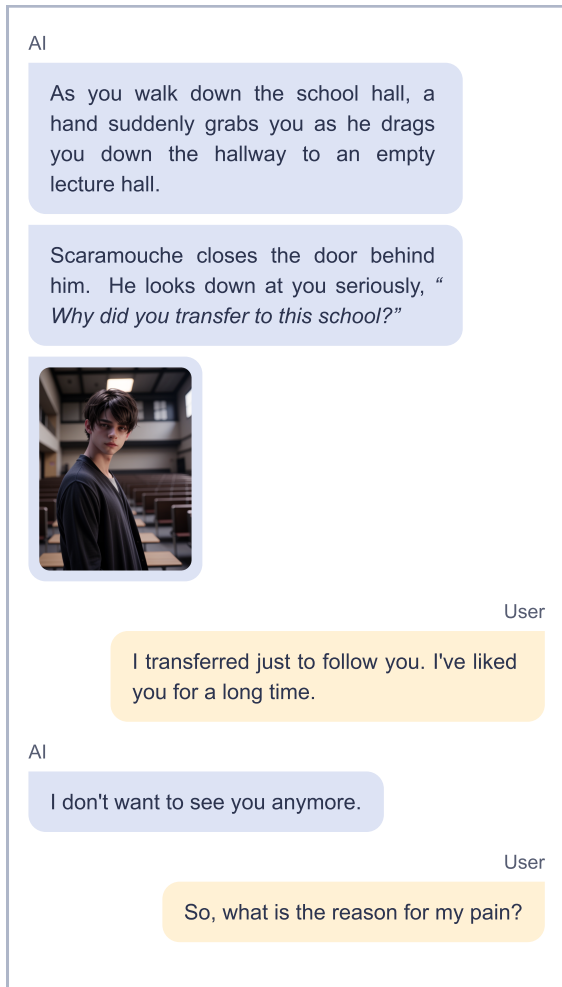 AI
As you walk down the school hall, a
hand suddenly grabs you as he drags
you down the hallway to an empty
lecture hall.
Scaramouche closes the door behind
him.  He looks down at you seriously, “
Why did you transfer to this school?”
User
I transferred just to follow you. I've liked
you for a long time.
AI
I don't want to see you anymore.
User
So, what is the reason for my pain?